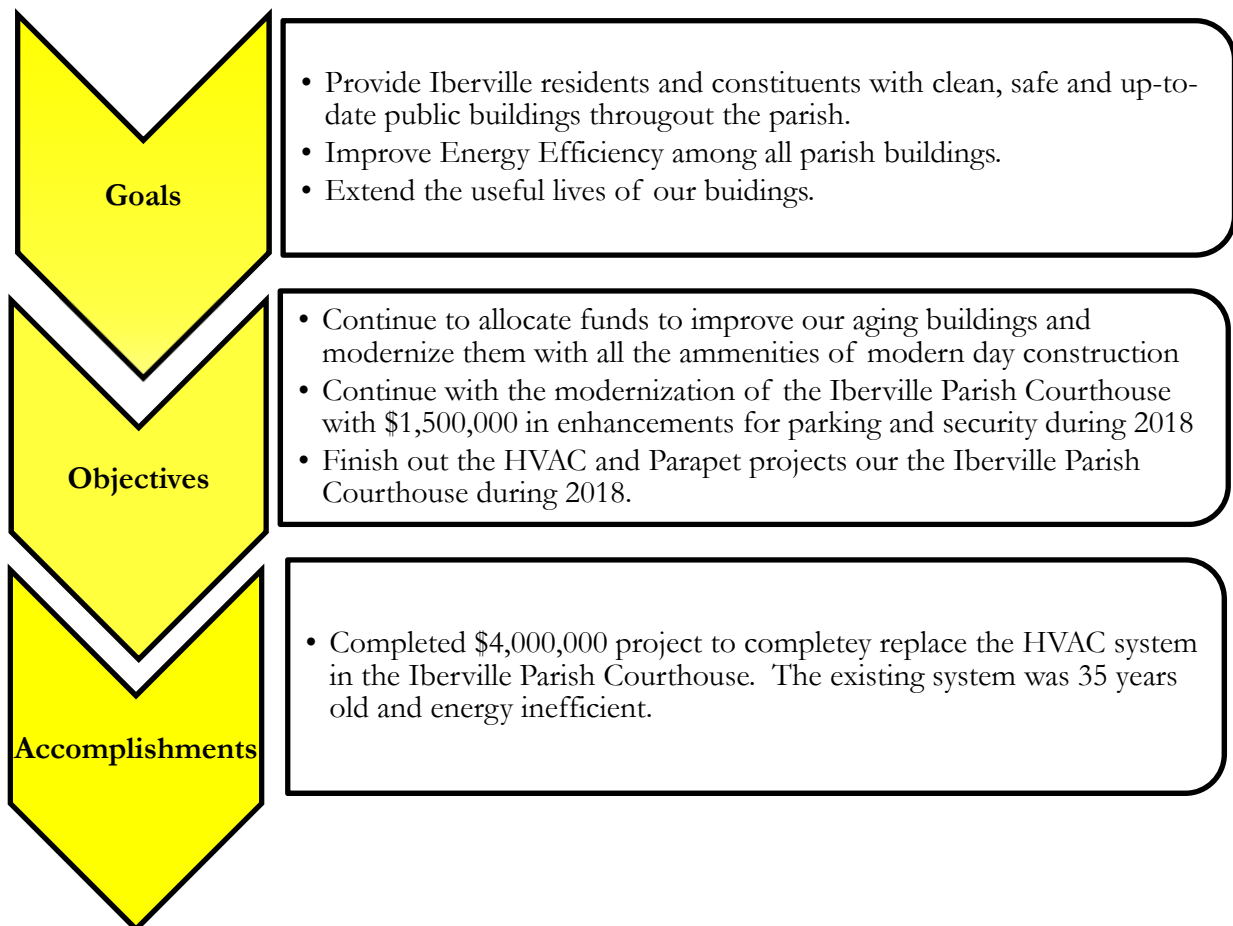 Goals
• Provide Iberville residents and constituents with clean, safe and up-to-
date public buildings througout the parish.
• Improve Energy Efficiency among all parish buildings.
• Extend the useful lives of our buidings.
Objectives
• Continue to allocate funds to improve our aging buildings and
modernize them with all the ammenities of modern day construction
• Continue with the modernization of the Iberville Parish Courthouse
with $1,500,000 in enhancements for parking and security during 2018
• Finish out the HVAC and Parapet projects our the Iberville Parish
Courthouse during 2018.
Accomplishments
• Completed $4,000,000 project to completey replace the HVAC system
in the Iberville Parish Courthouse.  The existing system was 35 years
old and energy inefficient.